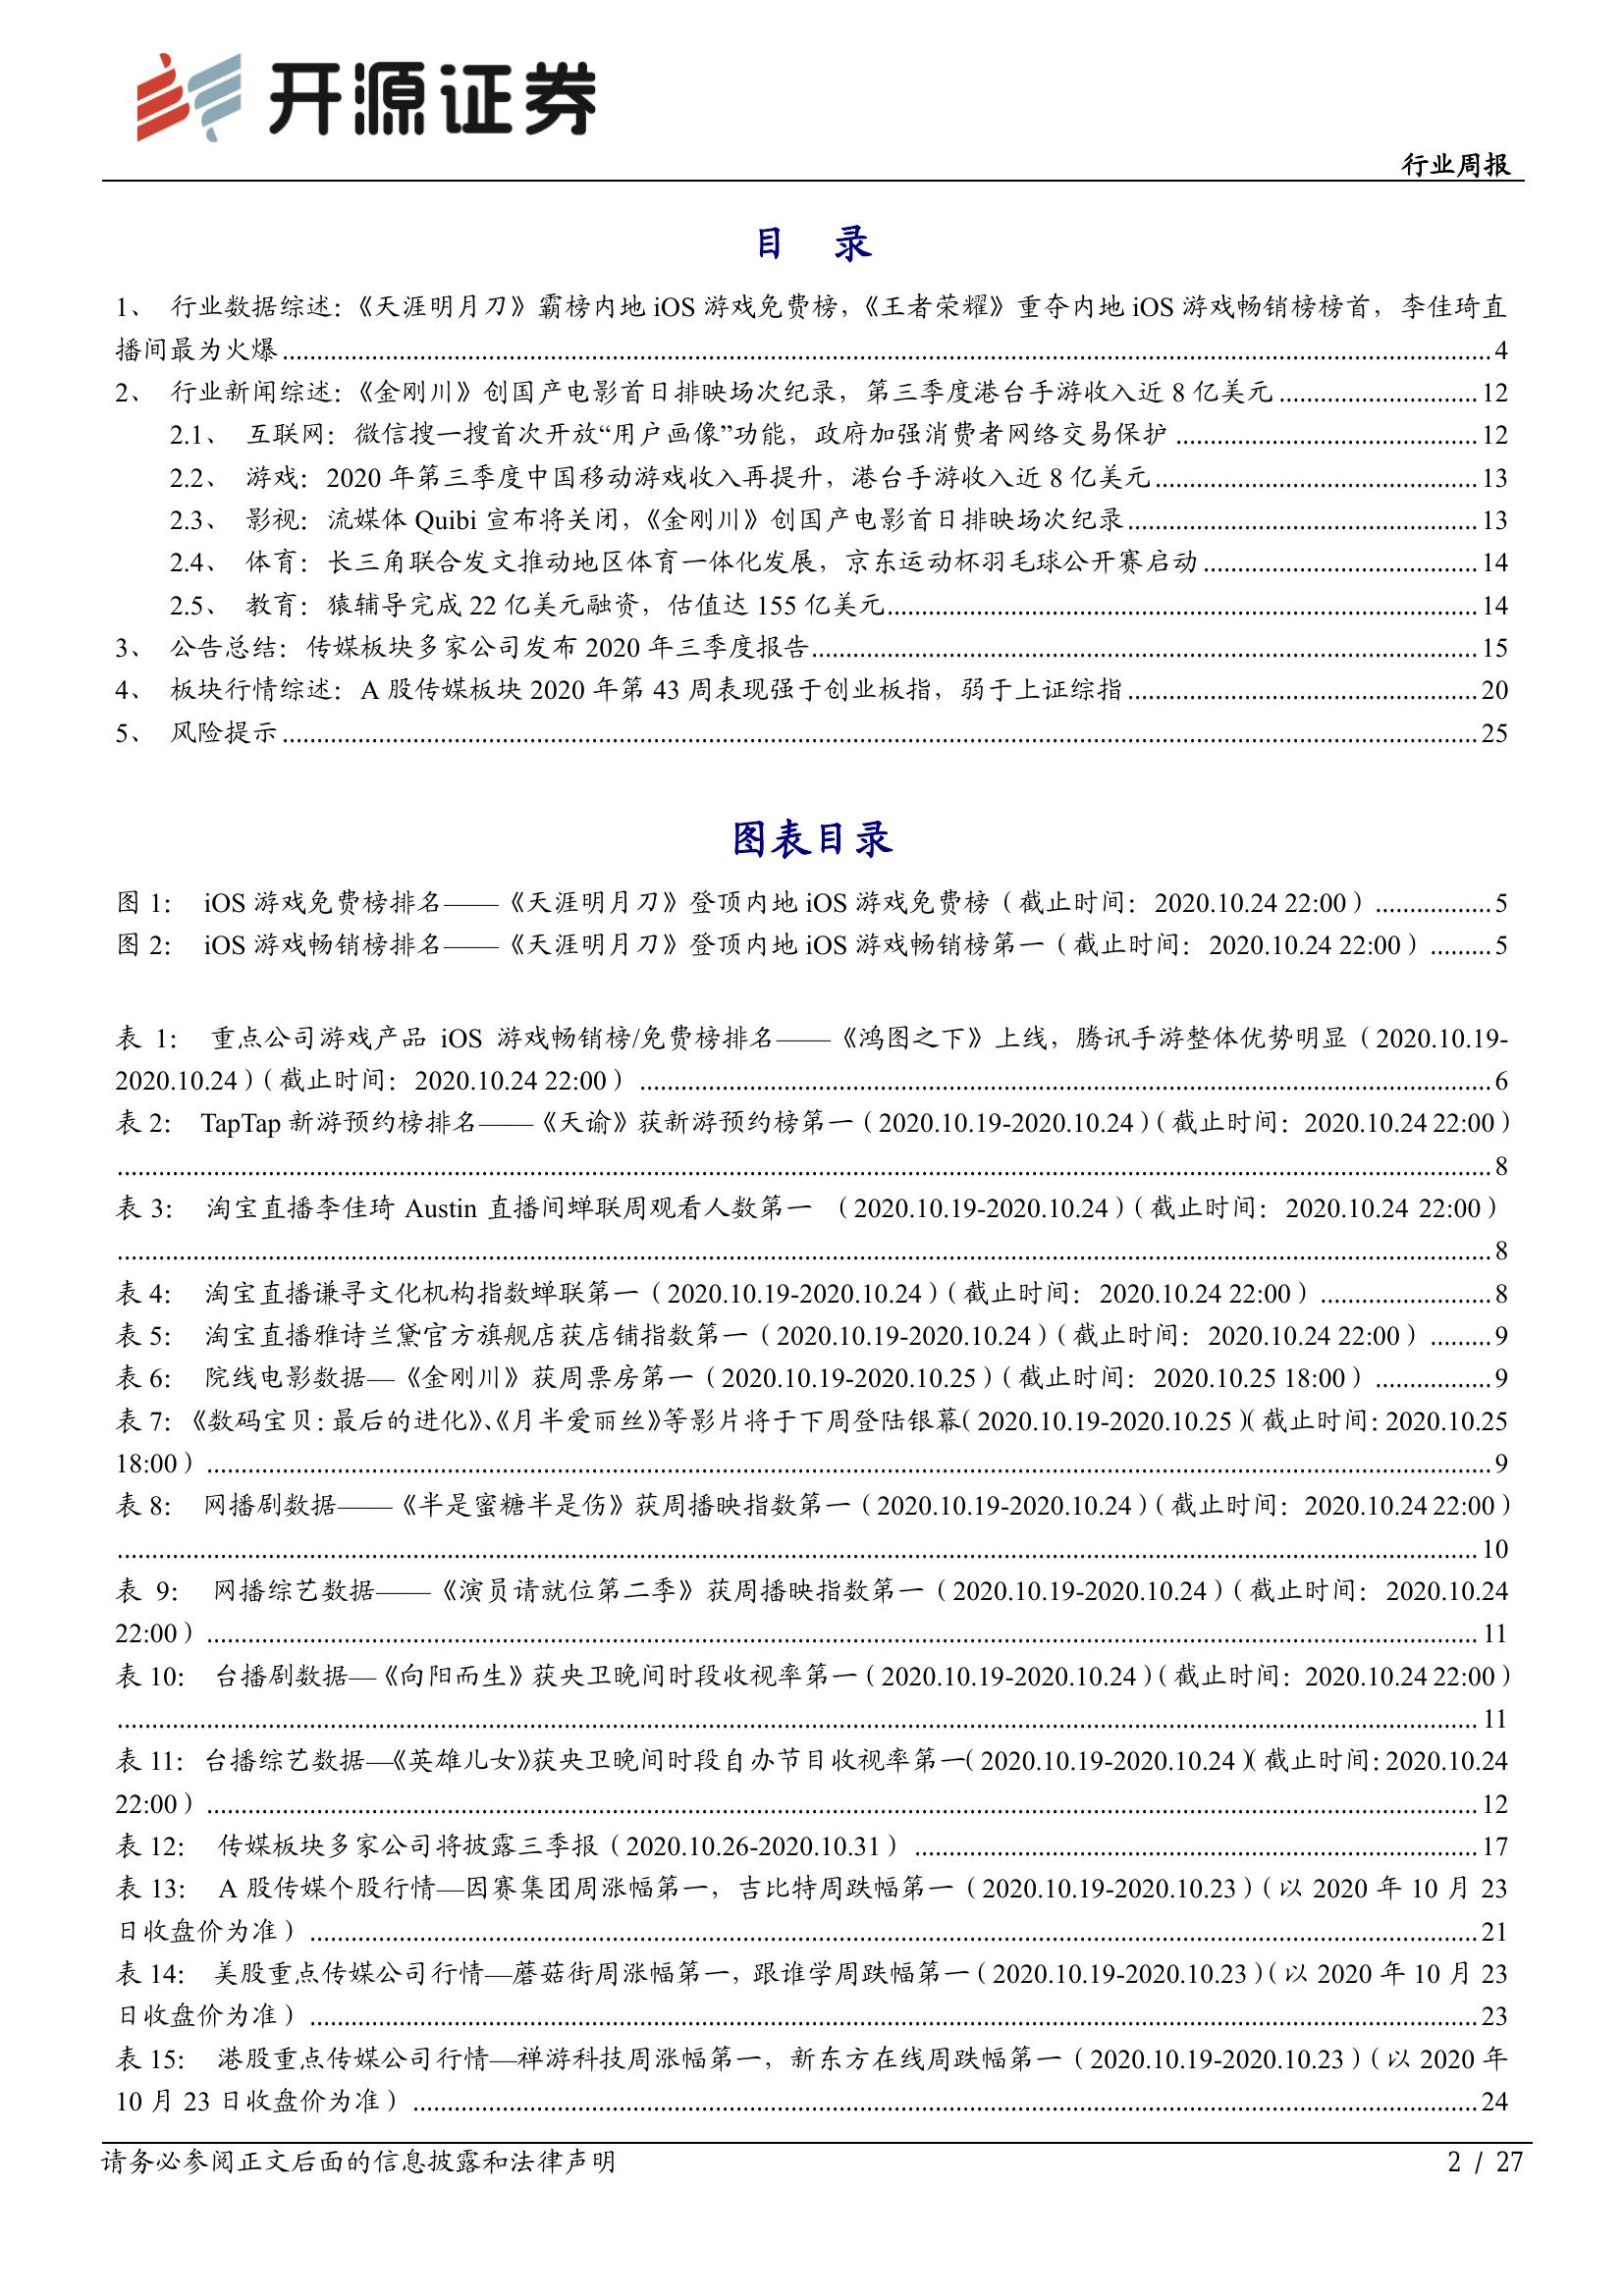 开源证券
行业周报
目 录
1、 行业数据综述：《天涯明月刀》霸榜内地 iOS 游戏免费榜，《王者荣耀》重夺内地 iOS 游戏畅销榜榜首，李佳琦直
播间最为火爆 4
2、 行业新闻综述：《金刚川》创国产电影首日排映场次纪录，第三季度港台手游收入近 8 亿美元 12
2.1、 互联网：微信搜一搜首次开放“用户画像”功能，政府加强消费者网络交易保护 12
2.2、 游戏：2020 年第三季度中国移动游戏收入再提升，港台手游收入近 8 亿美元 13
2.3、 影视：流媒体 Quibi 宣布将关闭，《金刚川》创国产电影首日排映场次纪录 13
2.4、 体育：长三角联合发文推动地区体育一体化发展，京东运动杯羽毛球公开赛启动 14
2.5、 教育：猿辅导完成 22 亿美元融资，估值达 155 亿美元 14
3、 公告总结：传媒板块多家公司发布 2020 年三季度报告 15
4、 板块行情综述：A 股传媒板块 2020 年第 43 周表现强于创业板指，弱于上证综指 20
5、 风险提示 25
图表目录
图 1： iOS 游戏免费榜排名——《天涯明月刀》登顶内地 iOS 游戏免费榜（截止时间：2020.10.24 22:00） 5
图 2： iOS 游戏畅销榜排名——《天涯明月刀》登顶内地 iOS 游戏畅销榜第一（截止时间：2020.10.24 22:00） 5
表 1： 重点公司游戏产品 iOS 游戏畅销榜/免费榜排名——《鸿图之下》上线，腾讯手游整体优势明显（2020.10.19-
2020.10.24）（截止时间：2020.10.24 22:00） 6
表 2： TapTap 新游预约榜排名——《天谕》获新游预约榜第一（2020.10.19-2020.10.24）（截止时间：2020.10.24 22:00）
8
表 3： 淘宝直播李佳琦 Austin 直播间蝉联周观看人数第一 （2020.10.19-2020.10.24）（截止时间：2020.10.24 22:00）
8
表 4： 淘宝直播谦寻文化机构指数蝉联第一（2020.10.19-2020.10.24）（截止时间：2020.10.24 22:00） 8
表 5： 淘宝直播雅诗兰黛官方旗舰店获店铺指数第一（2020.10.19-2020.10.24）（截止时间：2020.10.24 22:00） 9
表 6： 院线电影数据—《金刚川》获周票房第一（2020.10.19-2020.10.25）（截止时间：2020.10.25 18:00） 9
表 7：《数码宝贝：最后的进化》、《月半爱丽丝》等影片将于下周登陆银幕（2020.10.19-2020.10.25）（截止时间：2020.10.25
18:00） 9
表 8： 网播剧数据——《半是蜜糖半是伤》获周播映指数第一（2020.10.19-2020.10.24）（截止时间：2020.10.24 22:00）
10
表 9： 网播综艺数据——《演员请就位第二季》获周播映指数第一（2020.10.19-2020.10.24）（截止时间：2020.10.24
22:00） 11
表 10： 台播剧数据—《向阳而生》获央卫晚间时段收视率第一（2020.10.19-2020.10.24）（截止时间：2020.10.24 22:00）
11
表 11：台播综艺数据—《英雄儿女》获央卫晚间时段自办节目收视率第一（2020.10.19-2020.10.24）（截止时间：2020.10.24
22:00） 12
表 12： 传媒板块多家公司将披露三季报（2020.10.26-2020.10.31） 17
表 13： A 股传媒个股行情—因赛集团周涨幅第一，吉比特周跌幅第一（2020.10.19-2020.10.23）（以 2020 年 10 月 23
日收盘价为准） 21
表 14： 美股重点传媒公司行情—蘑菇街周涨幅第一，跟谁学周跌幅第一（2020.10.19-2020.10.23）（以 2020 年 10 月 23
日收盘价为准） 23
表 15： 港股重点传媒公司行情—禅游科技周涨幅第一，新东方在线周跌幅第一（2020.10.19-2020.10.23）（以 2020 年
10 月 23 日收盘价为准） 24
请务必参阅正文后面的信息披露和法律声明 2 / 27